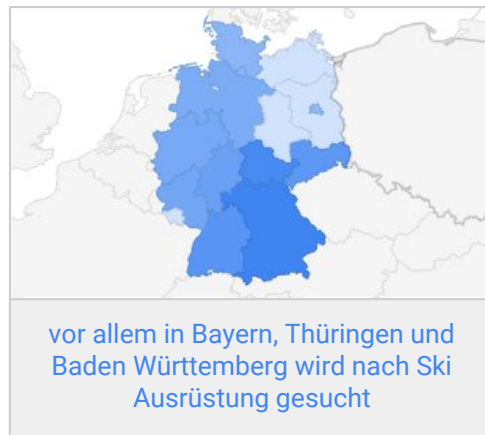 vor allem in Bayern, Thüringen und
Baden Württemberg wird nach Ski
Ausrüstung gesucht